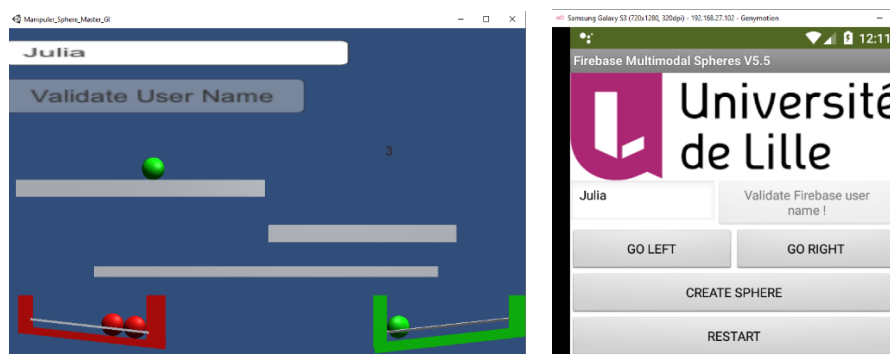 Manipuler_Sphere_Master_GI
Julia
Validate User Name
3
Samsung Galaxy S3 (720x1280, 320dpi) - 192.168.27.102 - Genymotion
12:11
Firebase Multimodal Spheres V5.5
Université
de Lille
Julia
Validate Firebase user
name !
GO LEFT
GO RIGHT
CREATE SPHERE
RESTART